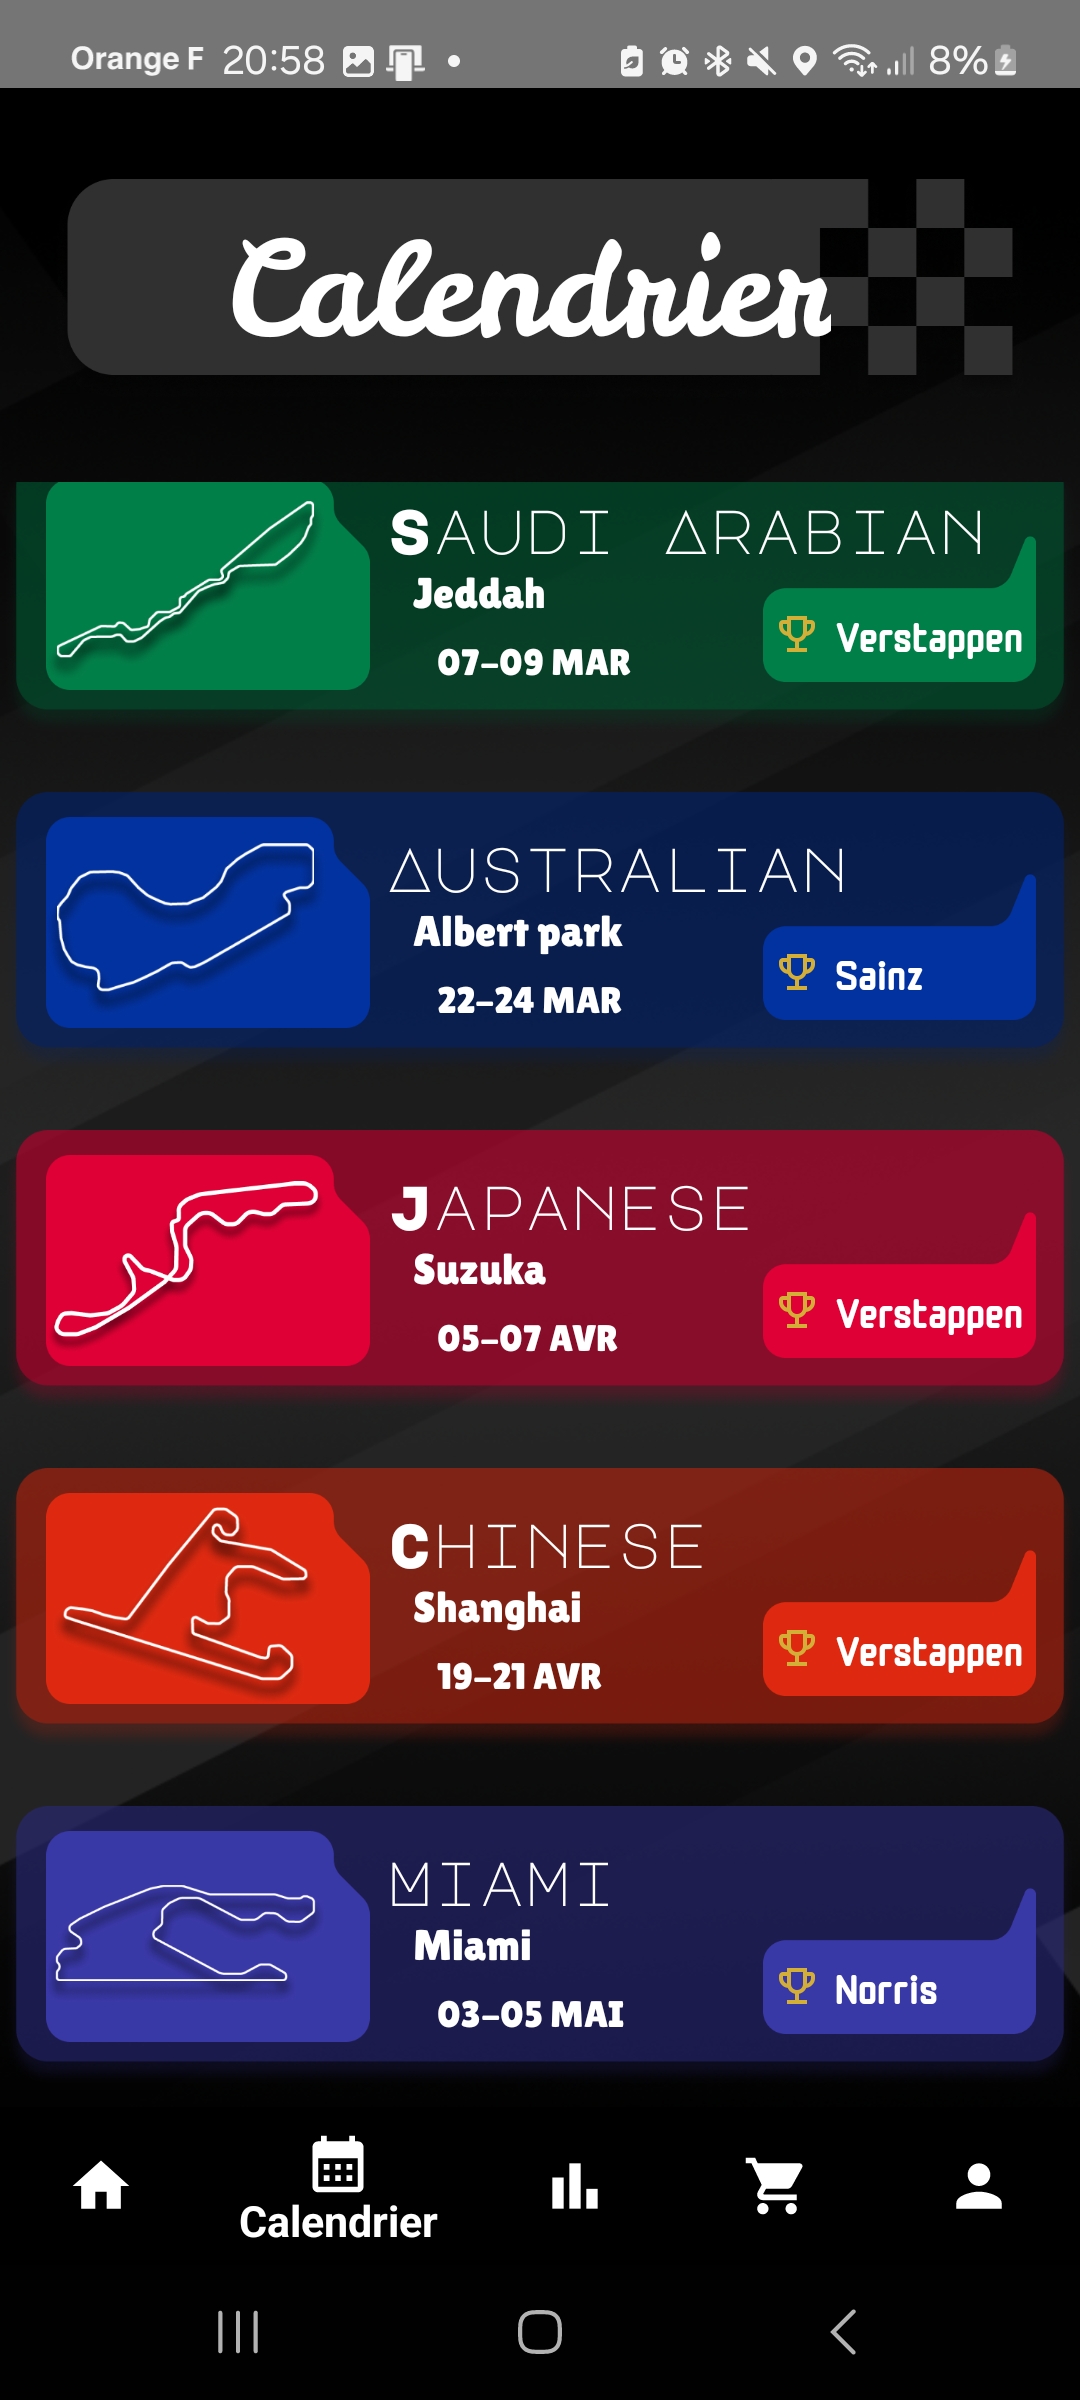 Orange F 20:58 8%
Calendrier
SAUDI ARABIAN
Jeddah
07-09 MAR
Verstappen
AUSTRALIAN
Albert park
22-24 MAR
Sainz
JAPANESE
Suzuka
05-07 AVR
Verstappen
CHINESE
Shanghai
19-21 AVR
Verstappen
MIAMI
Miami
03-05 MAI
Norris
Calendrier